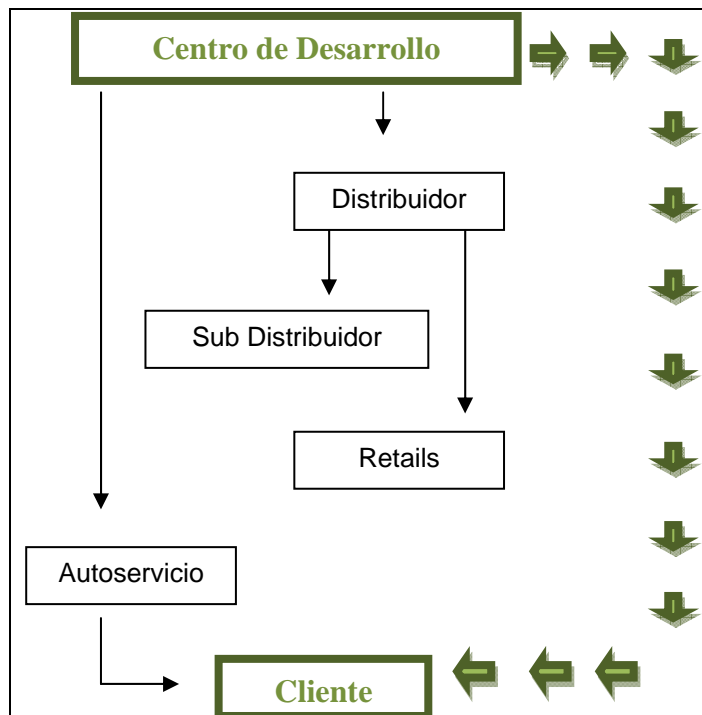 Centro de Desarrollo
Distribuidor
Sub Distribuidor
Retails
Autoservicio
Cliente